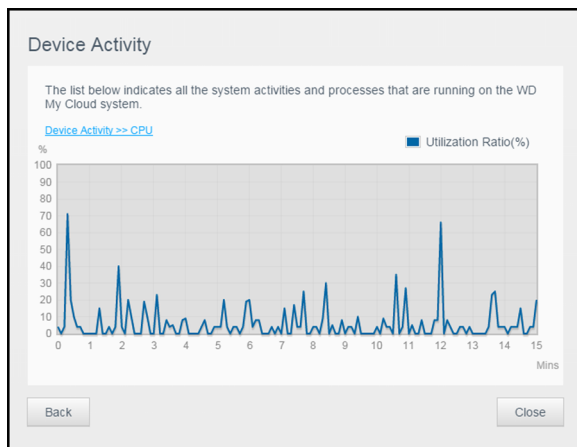 Device Activity
The list below indicates all the system activities and processes that are running on the WD
My Cloud system.
Device Activity >> CPU
Utilization Ratio(%)
%
100
90
80
70
60
50
40
30
20
10
0
0 1 2 3 4 5 6 7 8 9 10 11 12 13 14 15
Mins
Back
Close